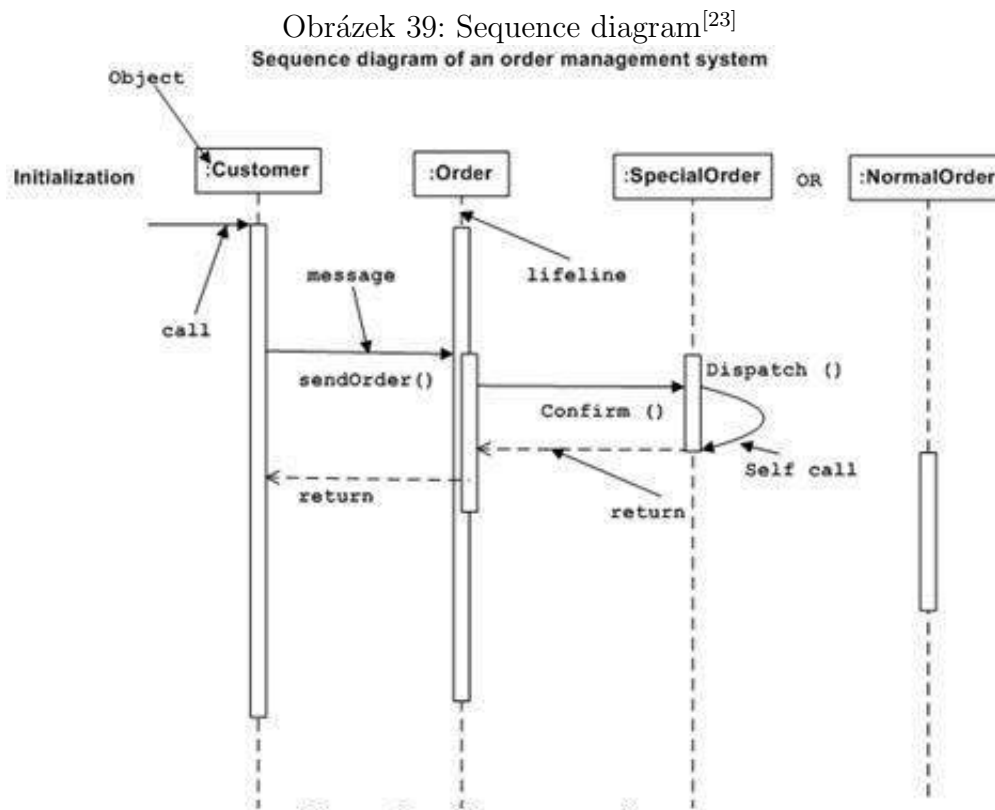 Obrázek 39: Sequence diagram[23]
Sequence diagram of an order management system
Object
Initialization
:Customer
:Order
:SpecialOrder
OR
:NormalOrder
call
message
lifeline
sendOrder()
Dispatch ()
Confirm ()
Self call
return
return